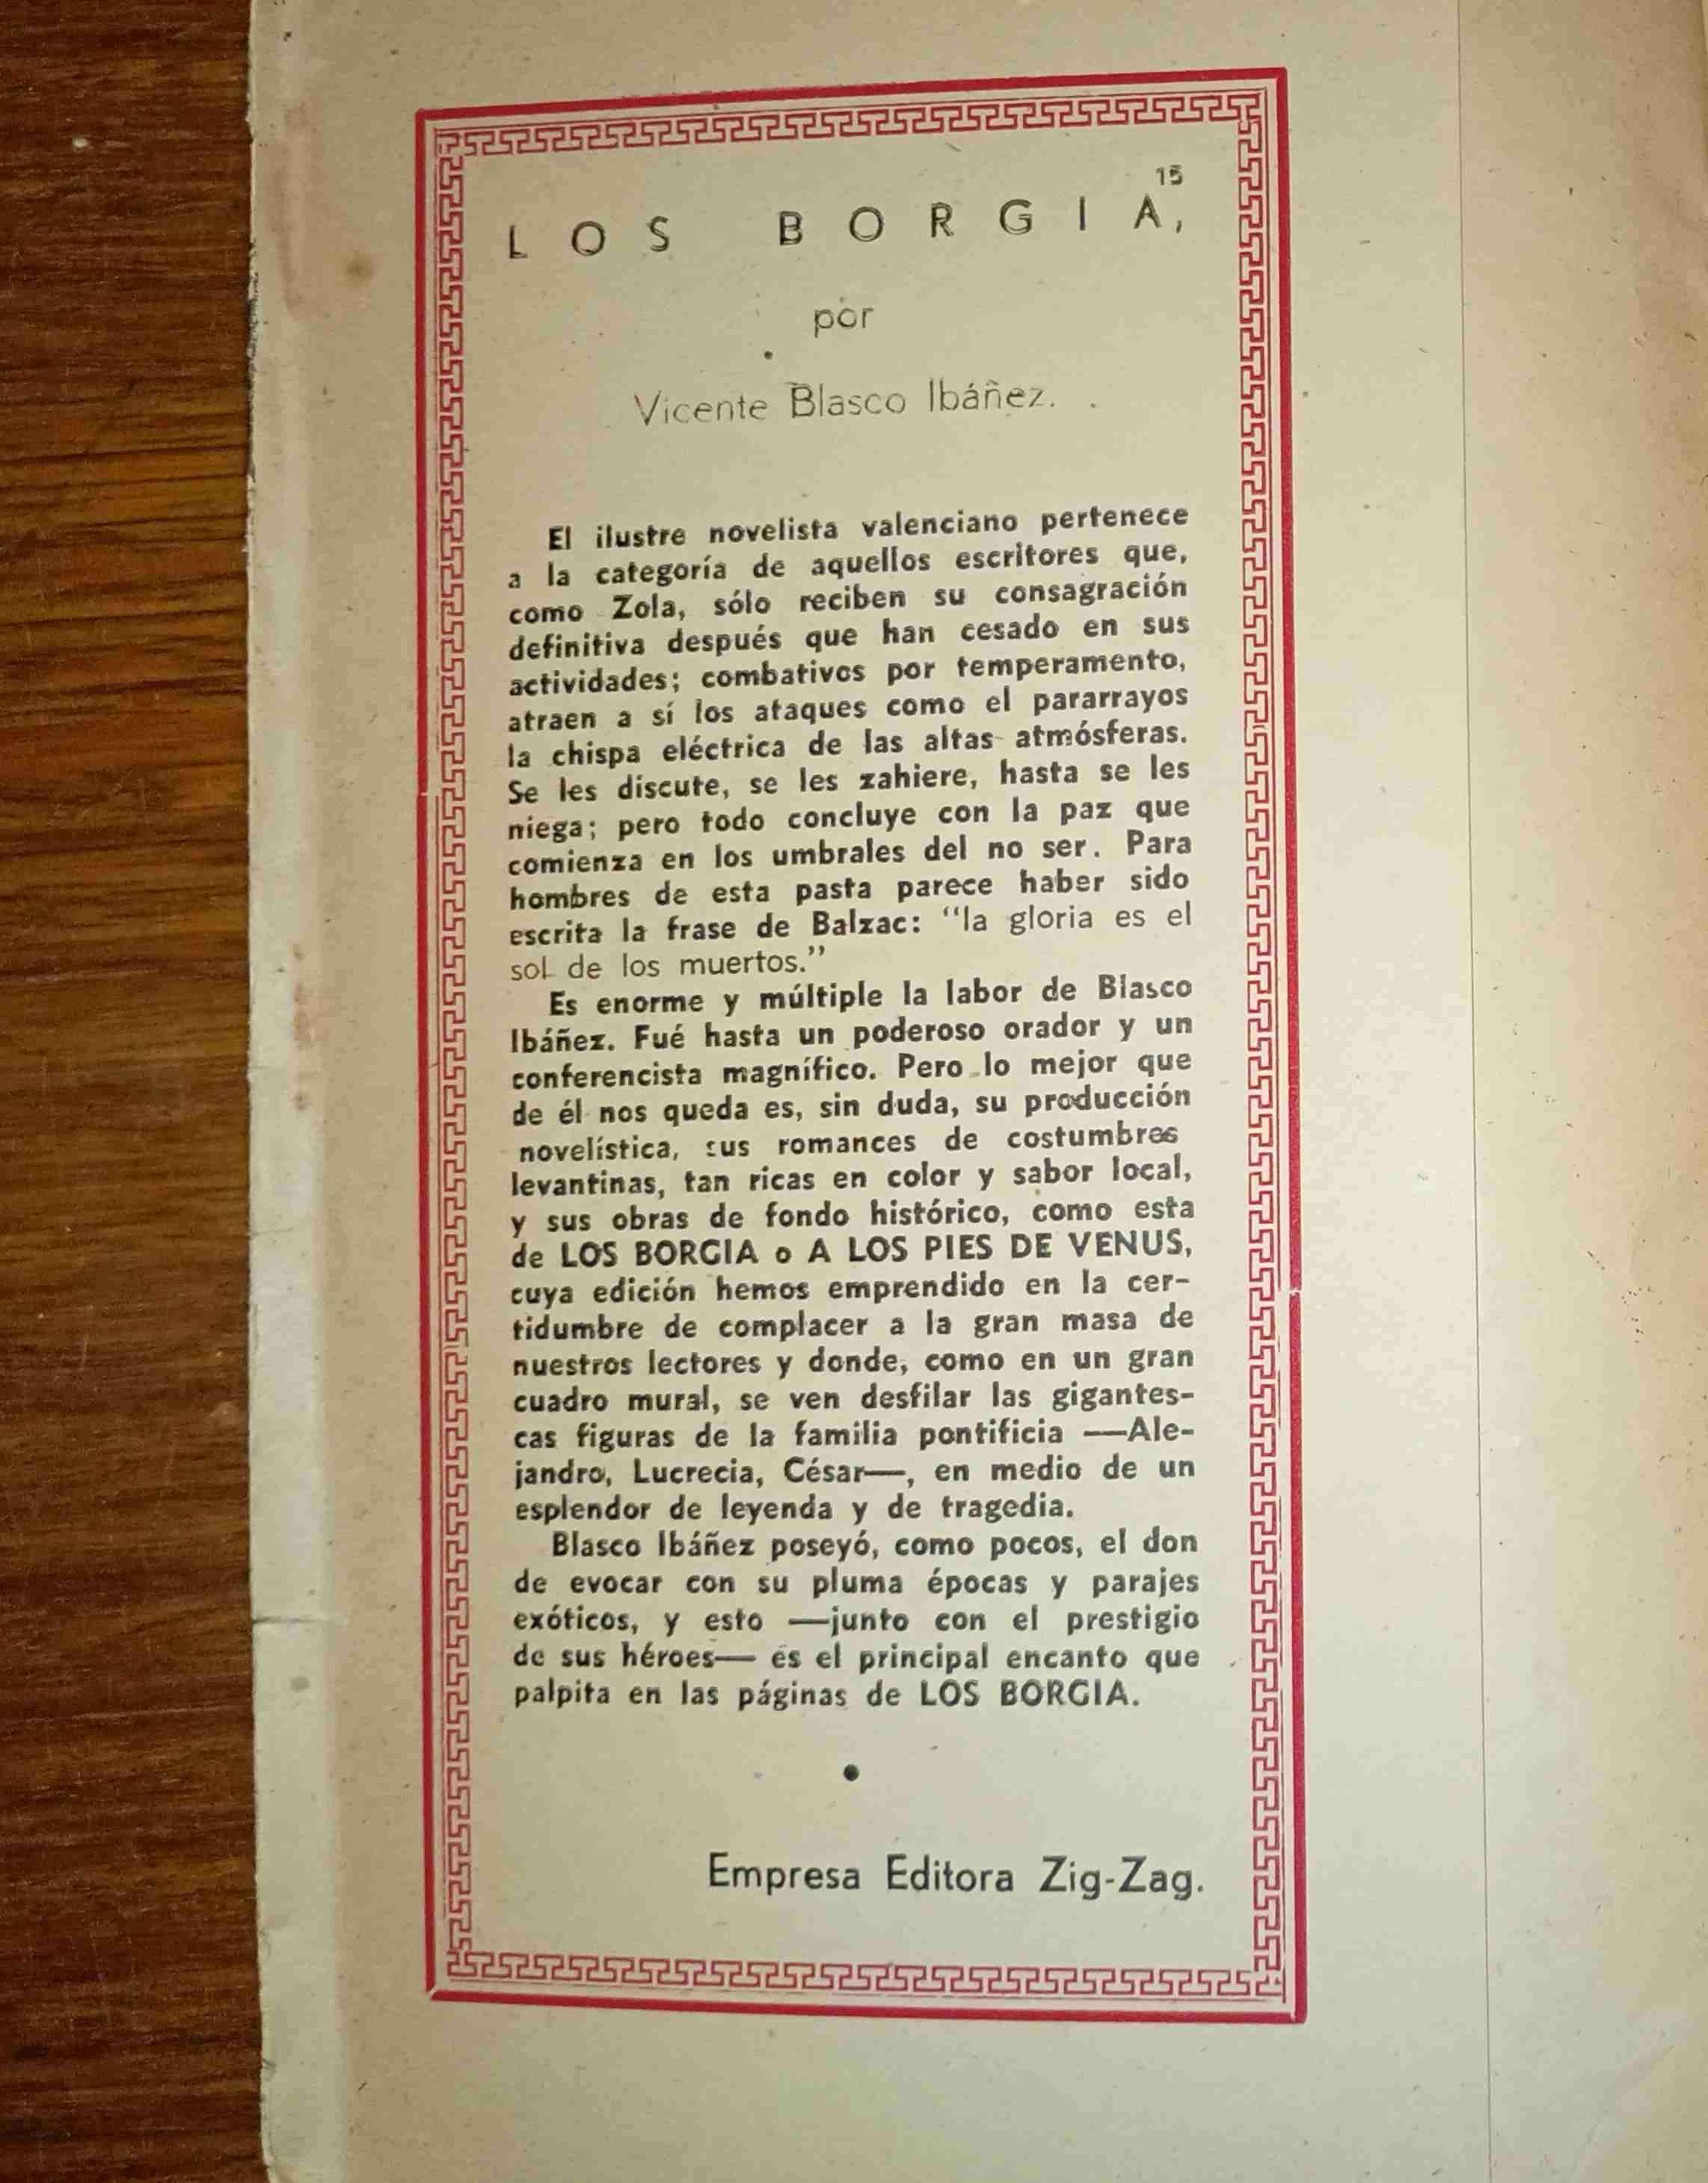 15
LOS BORGIA,
por
Vicente Blasco Ibáñez.
El ilustre novelista valenciano pertenece
a la categoría de aquellos escritores que,
como Zola, sólo reciben su consagración
definitiva después que han cesado en sus
actividades; combativos por temperamento,
atraen a sí los ataques como el pararrayos
la chispa eléctrica de las altas atmósferas.
Se les discute, se les zahiere, hasta se les
niega; pero todo concluye con la paz que
comienza en los umbrales del no ser. Para
hombres de esta pasta parece haber sido
escrita la frase de Balzac: “la gloria es el
sol de los muertos.”
Es enorme y múltiple la labor de Blasco
Ibáñez. Fué hasta un poderoso orador y un
conferencista magnífico. Pero lo mejor que
de él nos queda es, sin duda, su producción
novelística, sus romances de costumbres
levantinas, tan ricas en color y sabor local,
y sus obras de fondo histórico, como esta
de LOS BORGIA o A LOS PIES DE VENUS,
cuya edición hemos emprendido en la cer-
tidumbre de complacer a la gran masa de
nuestros lectores y donde, como en un gran
cuadro mural, se ven desfilar las gigantes-
cas figuras de la familia pontificia —Ale-
jandro, Lucrecia, César—, en medio de un
esplendor de leyenda y de tragedia.
Blasco Ibáñez poseyó, como pocos, el don
de evocar con su pluma épocas y parajes
exóticos, y esto —junto con el prestigio
de sus héroes— es el principal encanto que
palpita en las páginas de LOS BORGIA.
Empresa Editora Zig-Zag.